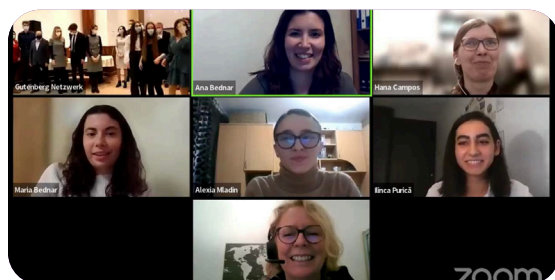 Gutenberg Netzwerk
Ana Bednar
Hana Campos
Maria Bednar
Alexia Mladin
Ilinca Purică
zoom